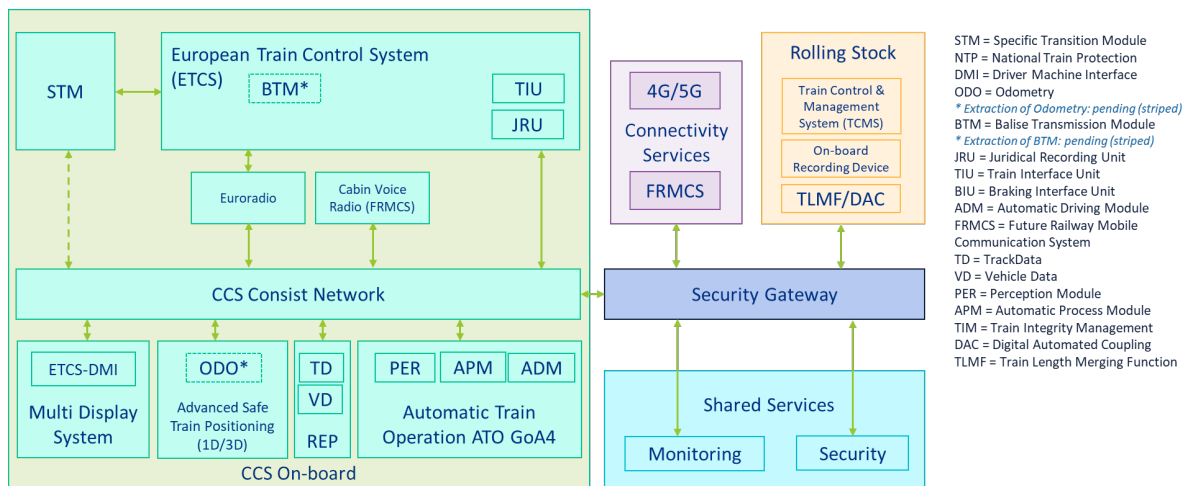 STM
European Train Control System
(ETCS)
BTM*
TIU
JRU
Euroradio
Cabin Voice
Radio (FRMCS)
CCS Consist Network
ETCS-DMI
Multi Display
System
ODO*
Advanced Safe
Train Positioning
(1D/3D)
TD
VD
REP
PER
APM
ADM
Automatic Train
Operation ATO GoA4
CCS On-board
4G/5G
Connectivity
Services
FRMCS
Rolling Stock
Train Control &
Management
System (TCMS)
On-board
Recording Device
TLMF/DAC
Security Gateway
Shared Services
Monitoring
Security
STM = Specific Transition Module
NTP = National Train Protection
DMI = Driver Machine Interface
ODO = Odometry
* Extraction of Odometry: pending (striped)
BTM = Balise Transmission Module
* Extraction of BTM: pending (striped)
JRU = Juridical Recording Unit
TIU = Train Interface Unit
BIU = Braking Interface Unit
ADM = Automatic Driving Module
FRMCS = Future Railway Mobile
Communication System
TD = TrackData
VD = Vehicle Data
PER = Perception Module
APM = Automatic Process Module
TIM = Train Integrity Management
DAC = Digital Automated Coupling
TLMF = Train Length Merging Function